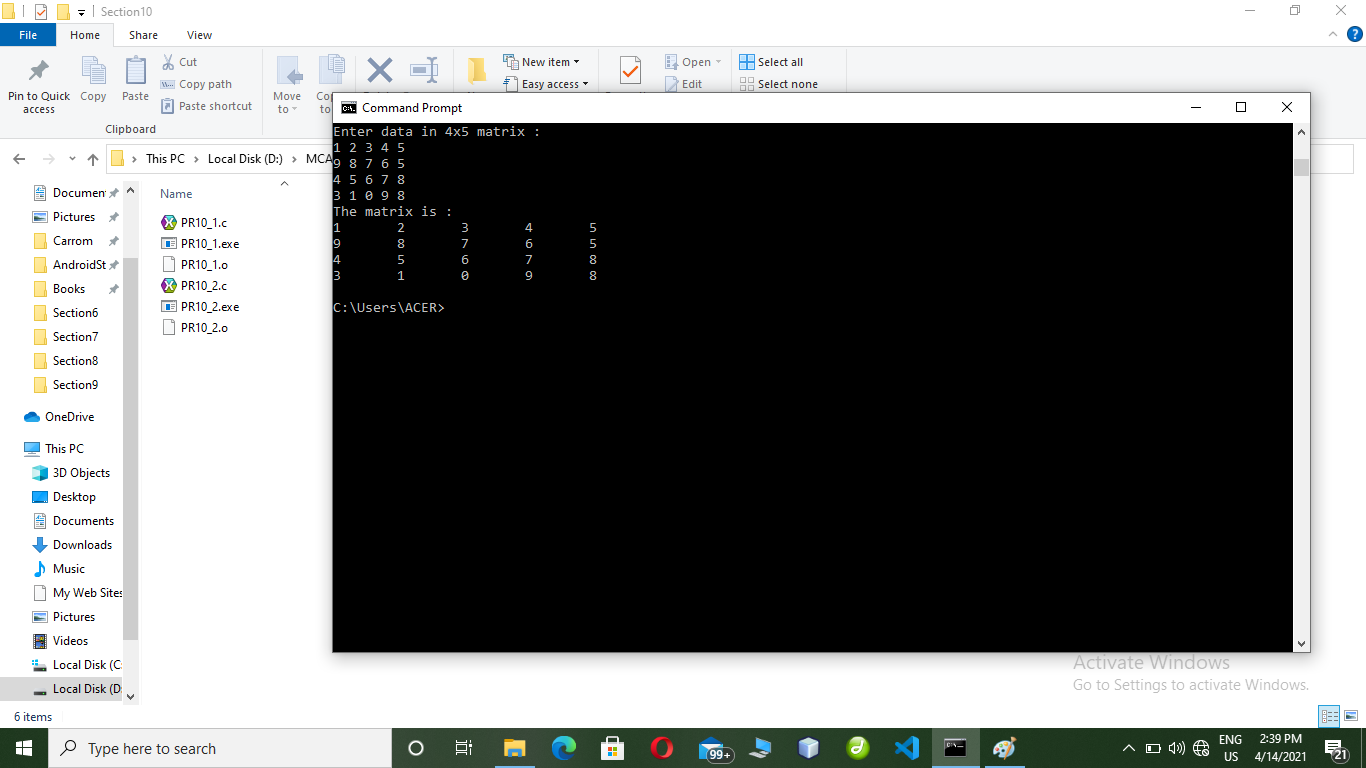 Section10
File Home Share View
Pin to Quick access
Copy
Paste
Cut
Copy path
Paste shortcut
Clipboard
Move to
New item
Easy access
Open
Edit
Select all
Select none
This PC
Local Disk (D:)
Documen
Pictures
Carrom
AndroidSt
Books
Section6
Section7
Section8
Section9
OneDrive
This PC
3D Objects
Desktop
Documents
Downloads
Music
My Web Sites
Pictures
Videos
Local Disk (C
Local Disk (D
Name
PR10_1.c
PR10_1.exe
PR10_1.o
PR10_2.c
PR10_2.exe
PR10_2.o
Command Prompt
Enter data in 4x5 matrix :
1 2 3 4 5
9 8 7 6 5
4 5 6 7 8
3 1 0 9 8
The matrix is :
1 2 3 4 5
9 8 7 6 5
4 5 6 7 8
3 1 0 9 8
C:\Users\ACER>
Activate Windows
Go to Settings to activate Windows.
6 items
Type here to search
99+
ENG
US
2:39 PM
4/14/2021
21